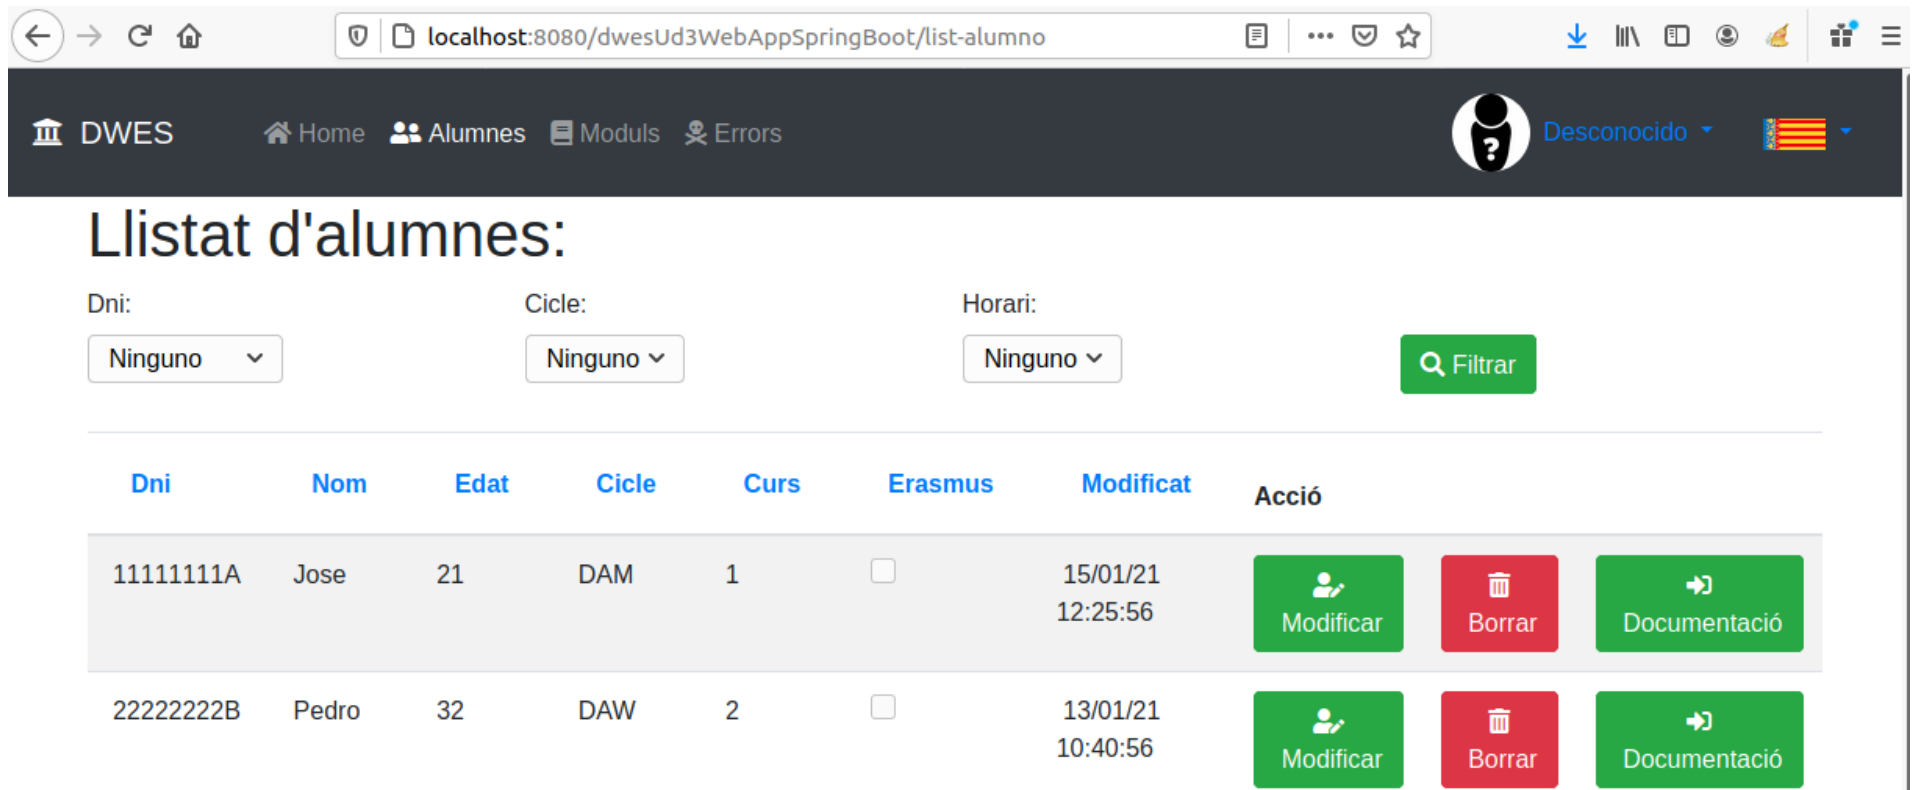 localhost:8080/dwesUd3WebAppSpringBoot/list-alumno
DWES Home Alumnes Moduls Errors Desconocido
Llistat d'alumnes:
Dni: Cicle: Horari:
Ninguno Ninguno Ninguno Filtrar
Dni Nom Edat Cicle Curs Erasmus Modificat Acció
11111111A Jose 21 DAM 1 15/01/21
12:25:56
Modificar Borrar Documentació
22222222B Pedro 32 DAW 2 13/01/21
10:40:56
Modificar Borrar Documentació